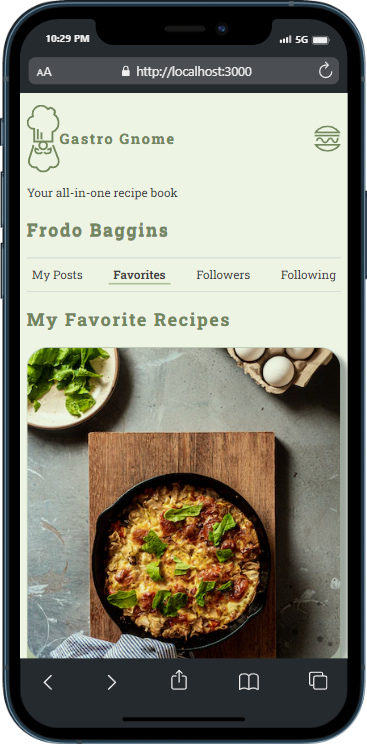 10:29 PM 5G
AA http://localhost:3000
Gastro Gnome
Your all-in-one recipe book
Frodo Baggins
My Posts Favorites Followers Following
My Favorite Recipes